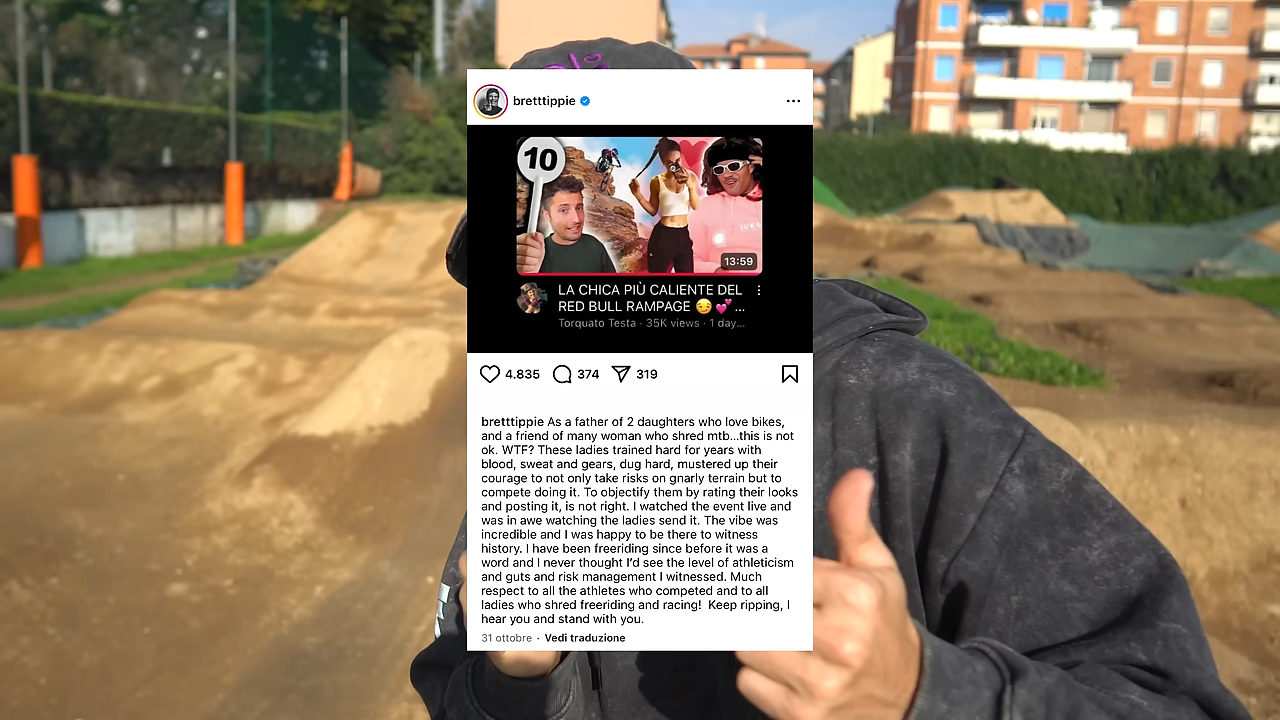 bretttippie
10
13:59
LA CHICA PIÙ CALIENTE DEL
RED BULL RAMPAGE 😏 💕 ...
Torquato Testa · 35K views · 1 day...
4.835 374 319
bretttippie As a father of 2 daughters who love bikes,
and a friend of many woman who shred mtb...this is not
ok. WTF? These ladies trained hard for years with
blood, sweat and gears, dug hard, mustered up their
courage to not only take risks on gnarly terrain but to
compete doing it. To objectify them by rating their looks
and posting it, is not right. I watched the event live and
was in awe watching the ladies send it. The vibe was
incredible and I was happy to be there to witness
history. I have been freeriding since before it was a
word and I never thought I'd see the level of athleticism
and guts and risk management I witnessed. Much
respect to all the athletes who competed and to all
ladies who shred freeriding and racing! Keep ripping, I
hear you and stand with you.
31 ottobre · Vedi traduzione